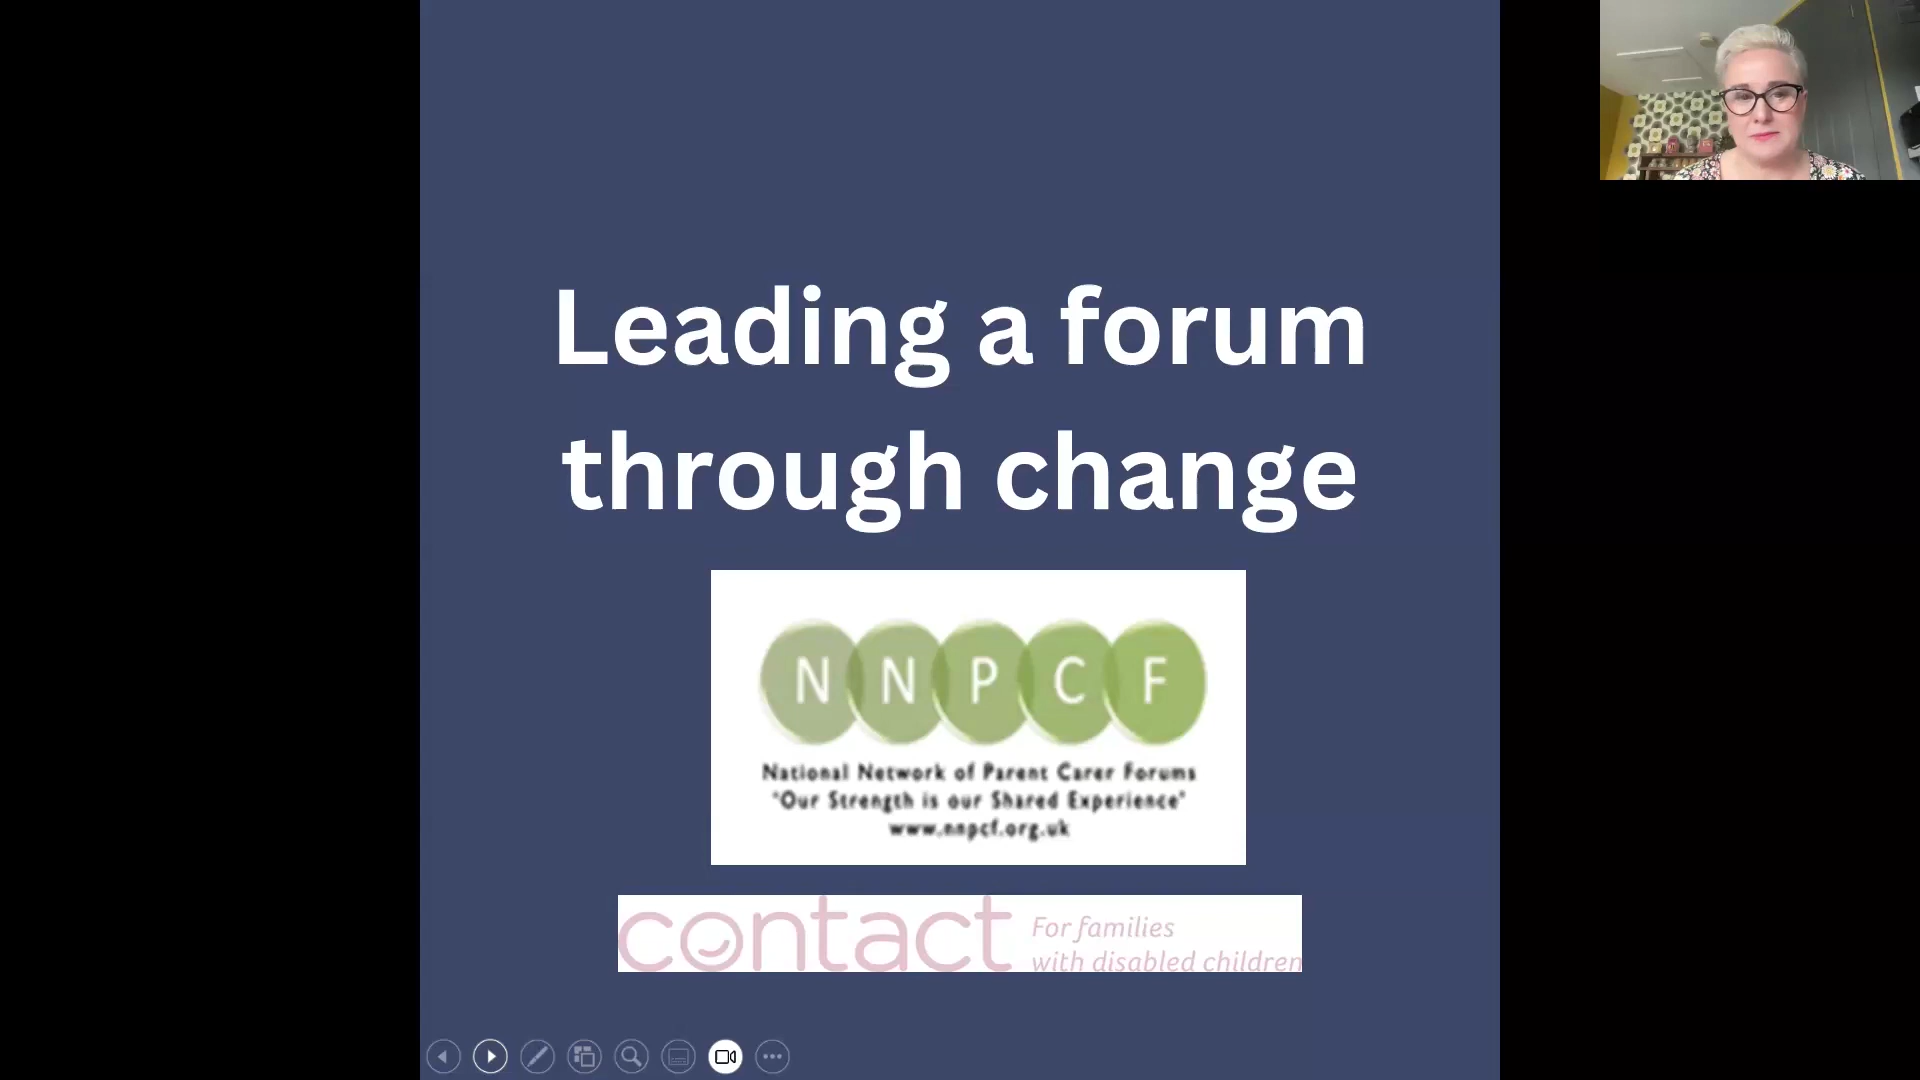 Leading a forum
through change
N N P C F
National Network of Parent Carer Forums
"Our Strength is our Shared Experience"
www.nnpcf.org.uk
contact For families
with disabled children